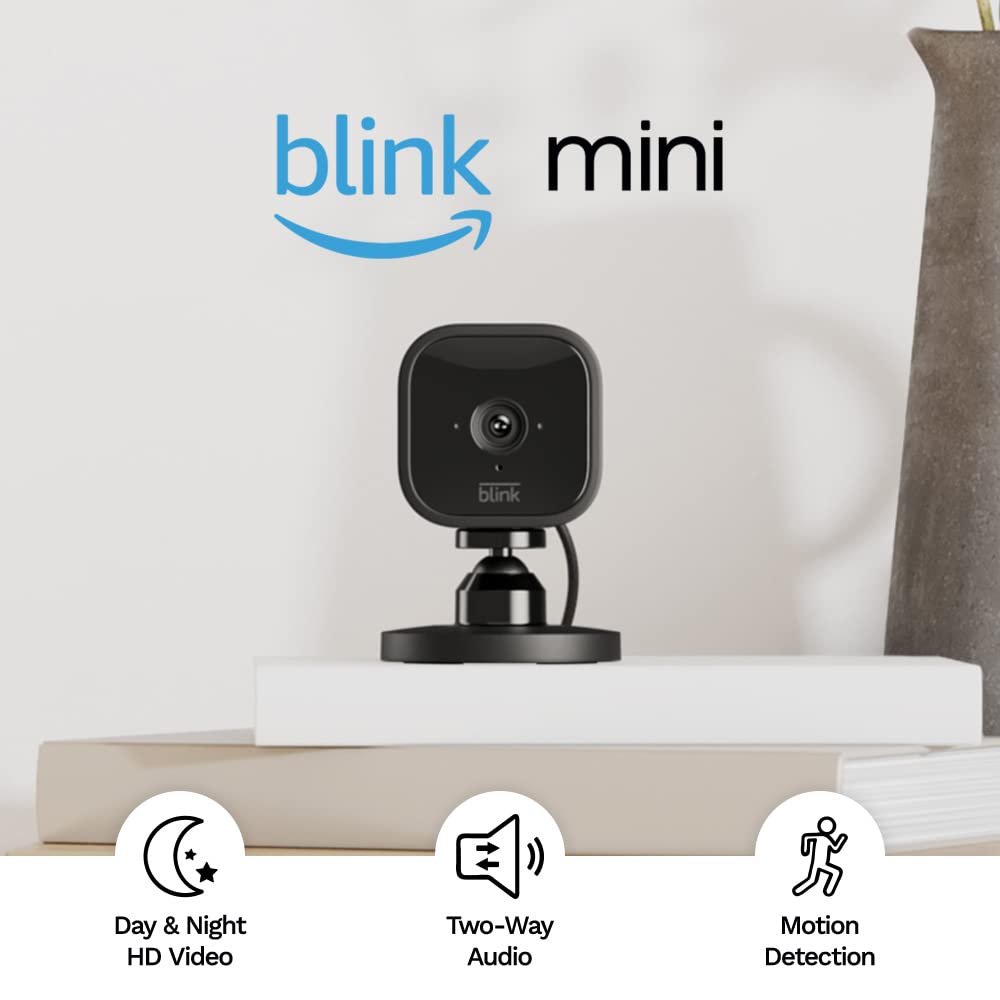 blink mini
blink
Day & Night
HD Video
Two-Way
Audio
Motion
Detection